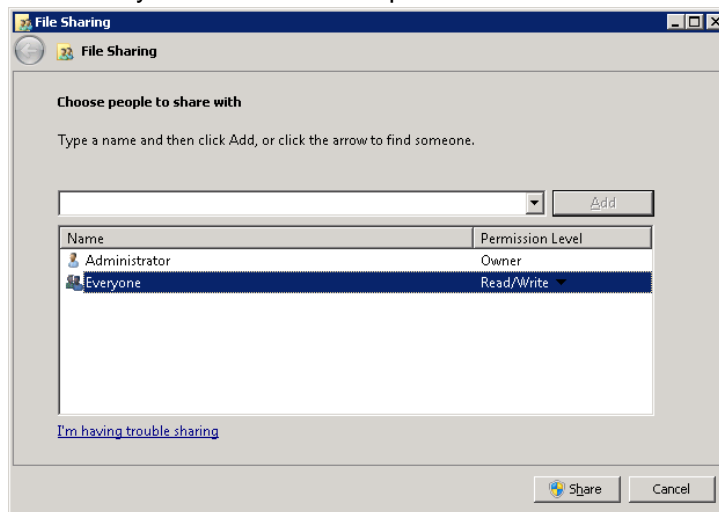 File Sharing
File Sharing
Choose people to share with
Type a name and then click Add, or click the arrow to find someone.
Add
Name Permission Level
Administrator Owner
Everyone Read/Write
I'm having trouble sharing
Share Cancel